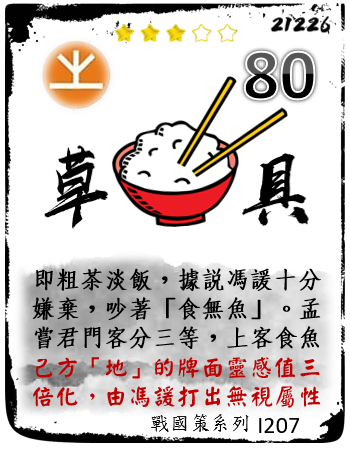 21226
80
草具
即粗茶淡飯，據說馮諼十分
嫌棄，吵著「食無魚」。孟
嘗君門客分三等，上客食魚
己方「地」的牌面靈感值三
倍化，由馮諼打出無視屬性
戰國策系列 I207